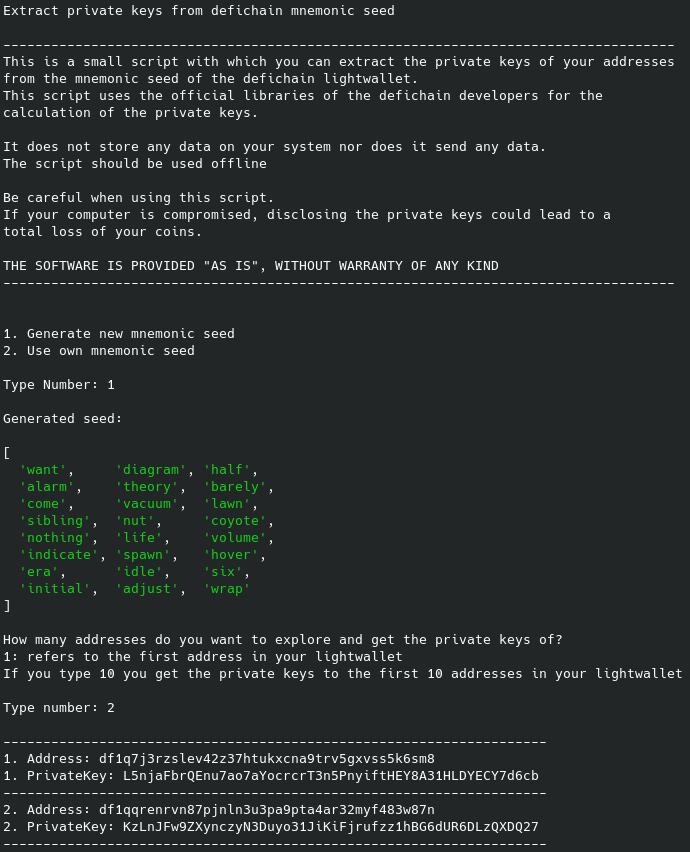 Extract private keys from defichain mnemonic seed
------------------------------------------------------------------------------------
This is a small script with which you can extract the private keys of your addresses
from the mnemonic seed of the defichain lightwallet.
This script uses the official libraries of the defichain developers for the
calculation of the private keys.
It does not store any data on your system nor does it send any data.
The script should be used offline
Be careful when using this script.
If your computer is compromised, disclosing the private keys could lead to a
total loss of your coins.
THE SOFTWARE IS PROVIDED "AS IS", WITHOUT WARRANTY OF ANY KIND
------------------------------------------------------------------------------------
1. Generate new mnemonic seed
2. Use own mnemonic seed
Type Number: 1
Generated seed:
[
  'want',     'diagram', 'half',
  'alarm',    'theory',  'barely',
  'come',     'vacuum',  'lawn',
  'sibling',  'nut',     'coyote',
  'nothing',  'life',    'volume',
  'indicate', 'spawn',   'hover',
  'era',      'idle',    'six',
  'initial',  'adjust',  'wrap'
]
How many addresses do you want to explore and get the private keys of?
1: refers to the first address in your lightwallet
If you type 10 you get the private keys to the first 10 addresses in your lightwallet
Type number: 2
--------------------------------------------------------------------
1. Address: df1q7j3rzslev42z37htukxcna9trv5gxvss5k6sm8
1. PrivateKey: L5njaFbrQEnu7ao7aYocrcrT3n5PnyiftHEY8A31HLDYECY7d6cb
--------------------------------------------------------------------
2. Address: df1qqrenrvn87pjnln3u3pa9pta4ar32myf483w87n
2. PrivateKey: KzLnJFw9ZXynczyN3Duyo31JiKiFjrufzz1hBG6dUR6DLzQXDQ27
--------------------------------------------------------------------